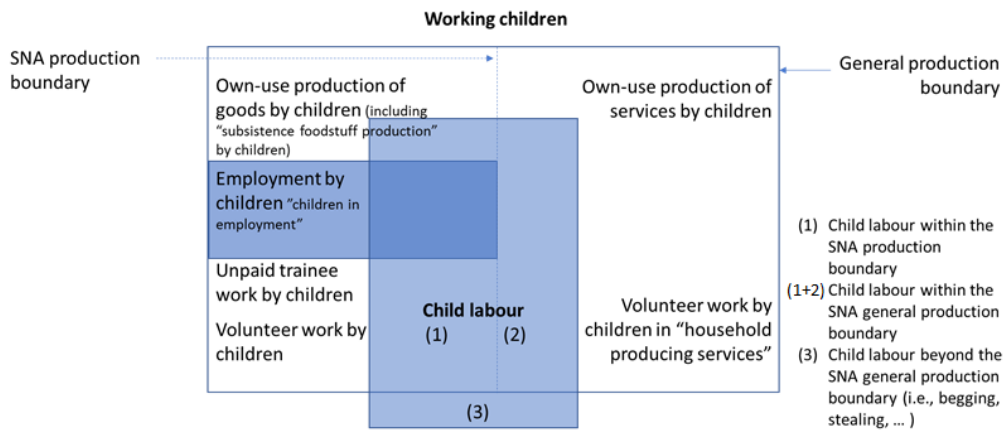 Working children
SNA production
boundary
General production
boundary
Own-use production of
goods by children (including
“subsistence foodstuff production”
by children)
Own-use production of
services by children
Employment by
children “children in
employment”
Unpaid trainee
work by children
Volunteer work by
children
Child labour
(1)
(2)
(3)
Volunteer work by
children in “household
producing services”
(1) Child labour within the
SNA production
boundary
(1+2) Child labour within the
SNA general production
boundary
(3) Child labour beyond the
SNA general production
boundary (i.e., begging,
stealing, ... )